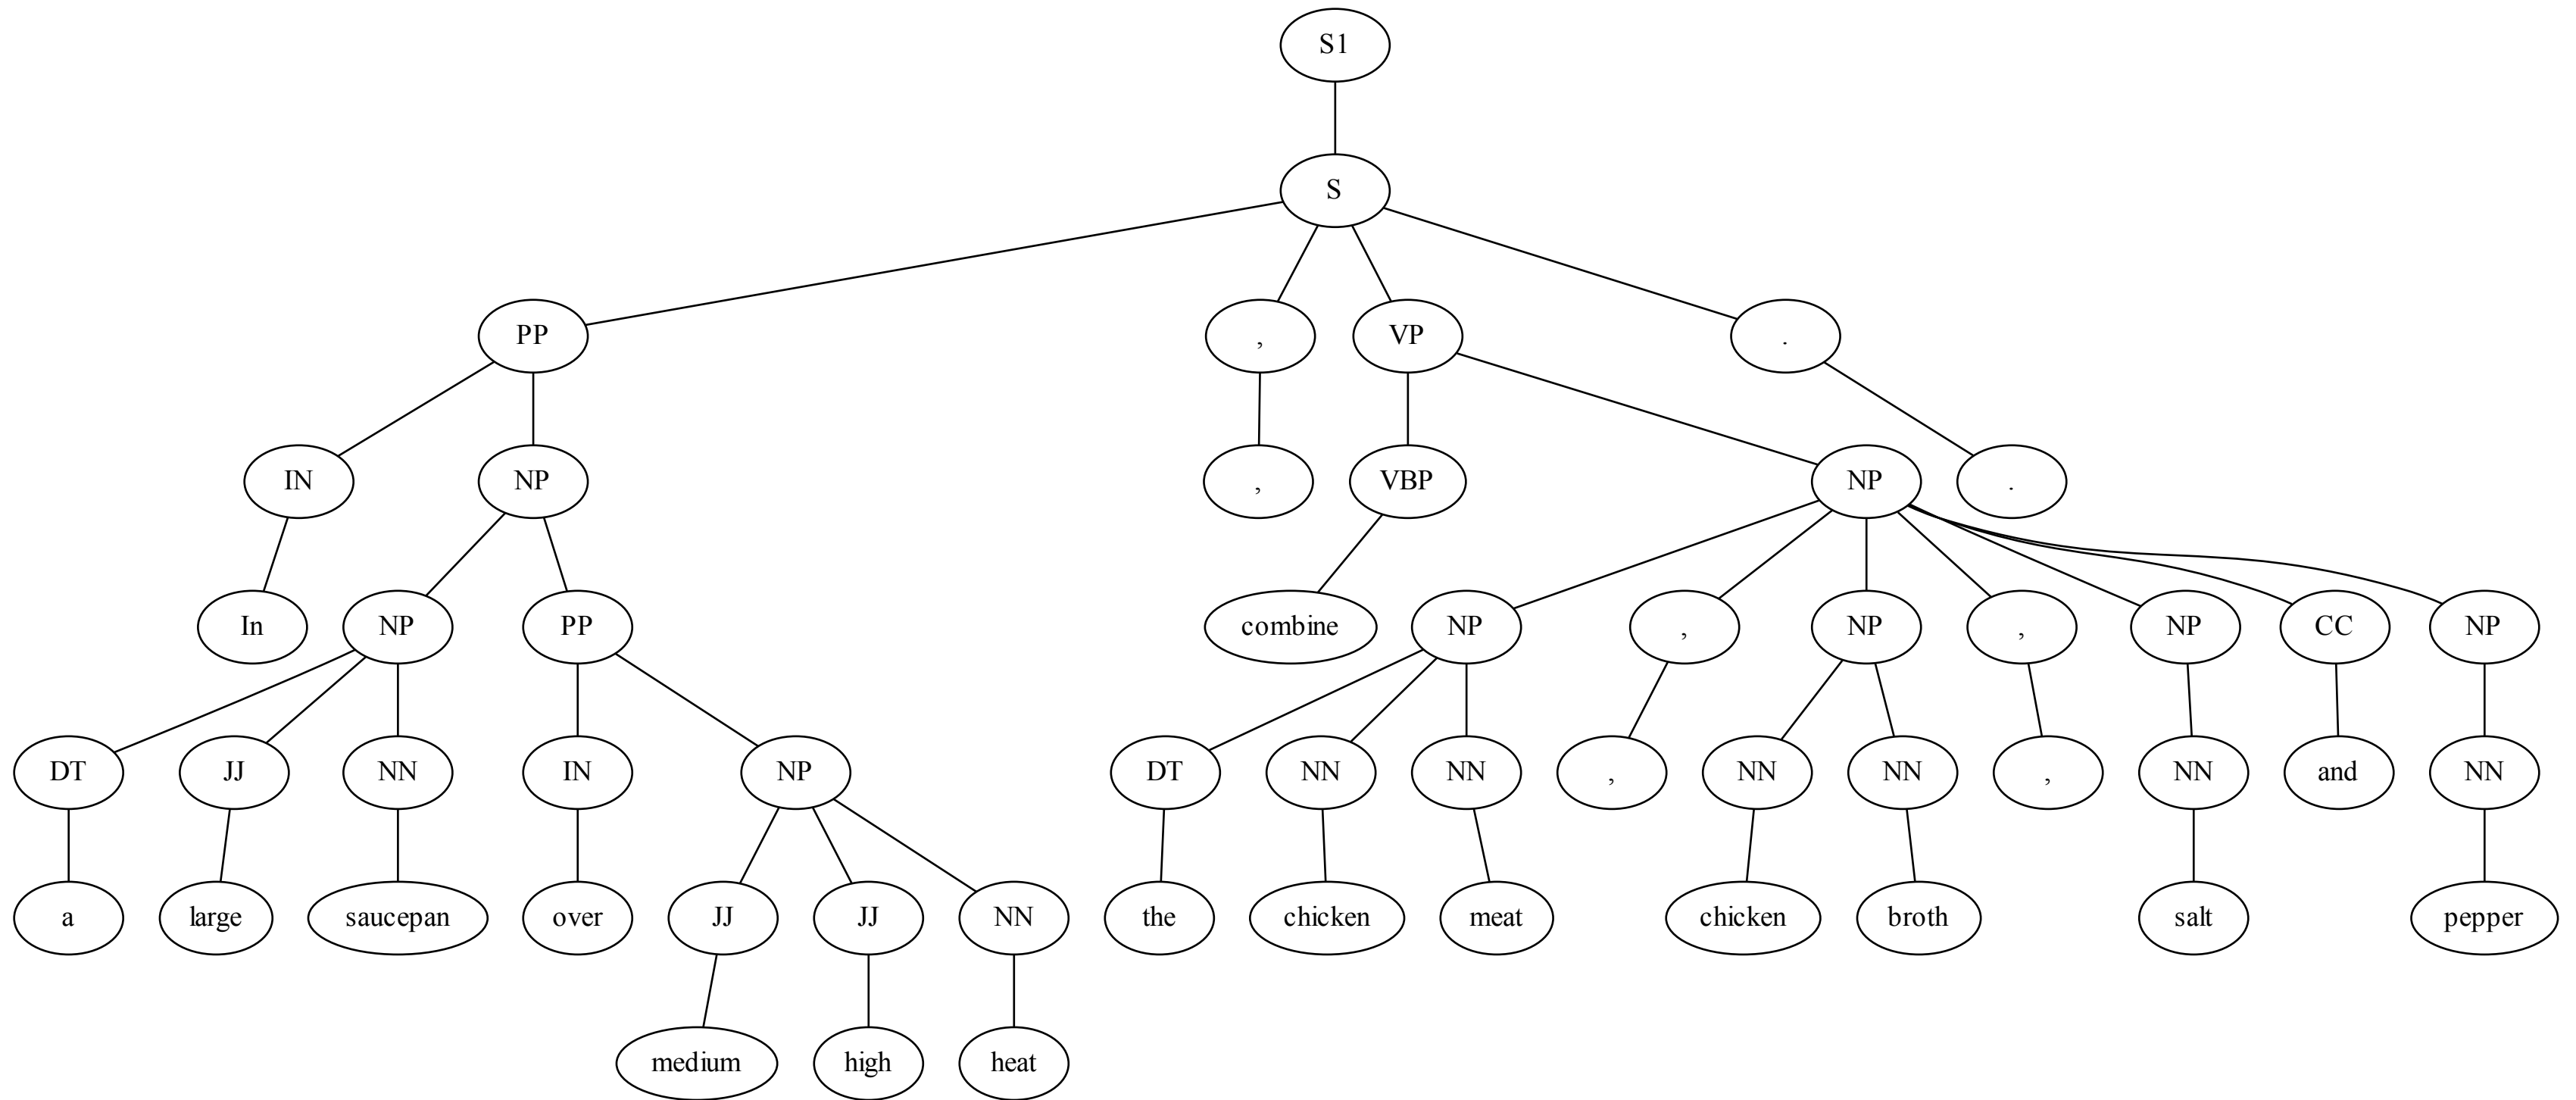 S1
S
PP , VP .
IN NP , VBP NP .
In NP PP combine NP , NP , NP CC NP
DT JJ NN IN NP DT NN NN , NN NN , NN and NN
a large saucepan over JJ JJ NN the chicken meat chicken broth salt pepper
medium high heat